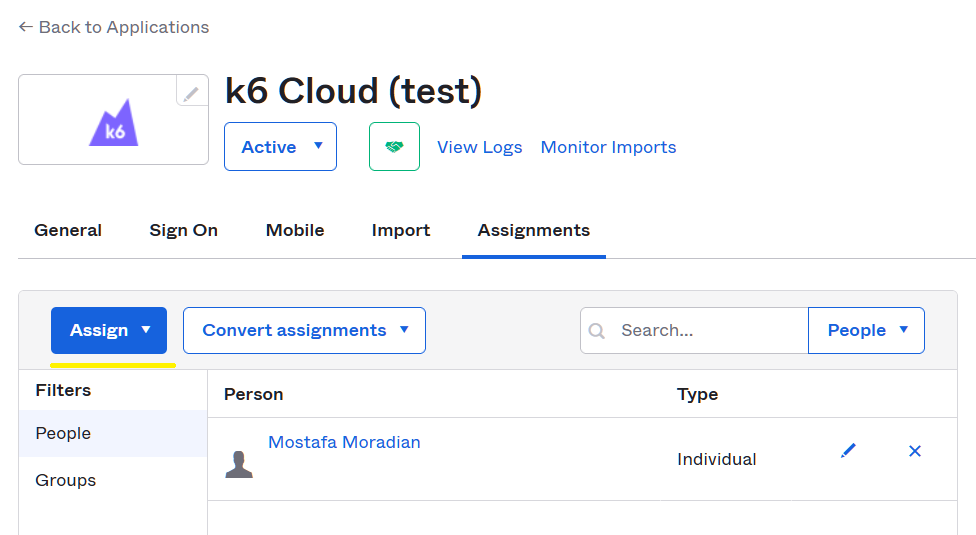 ← Back to Applications
k6
k6 Cloud (test)
Active ▼ View Logs Monitor Imports
General Sign On Mobile Import Assignments
Assign ▼ Convert assignments ▼ Search... People ▼
Filters
Person Type
People
Mostafa Moradian
Individual
Groups